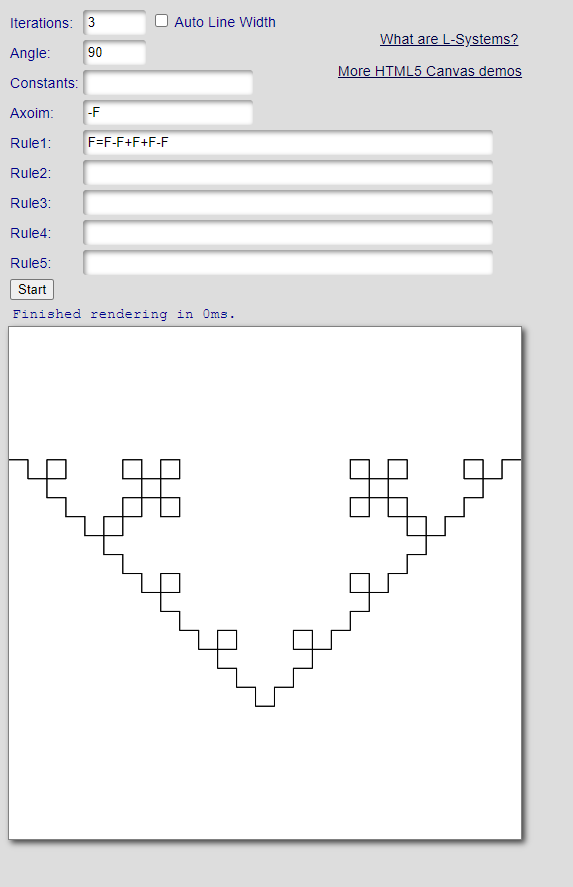 Iterations: 3 Auto Line Width
What are L-Systems?
Angle: 90
More HTML5 Canvas demos
Constants:
Axoim: -F
Rule1: F=F-F+F+F-F
Rule2:
Rule3:
Rule4:
Rule5:
Start
Finished rendering in 0ms.